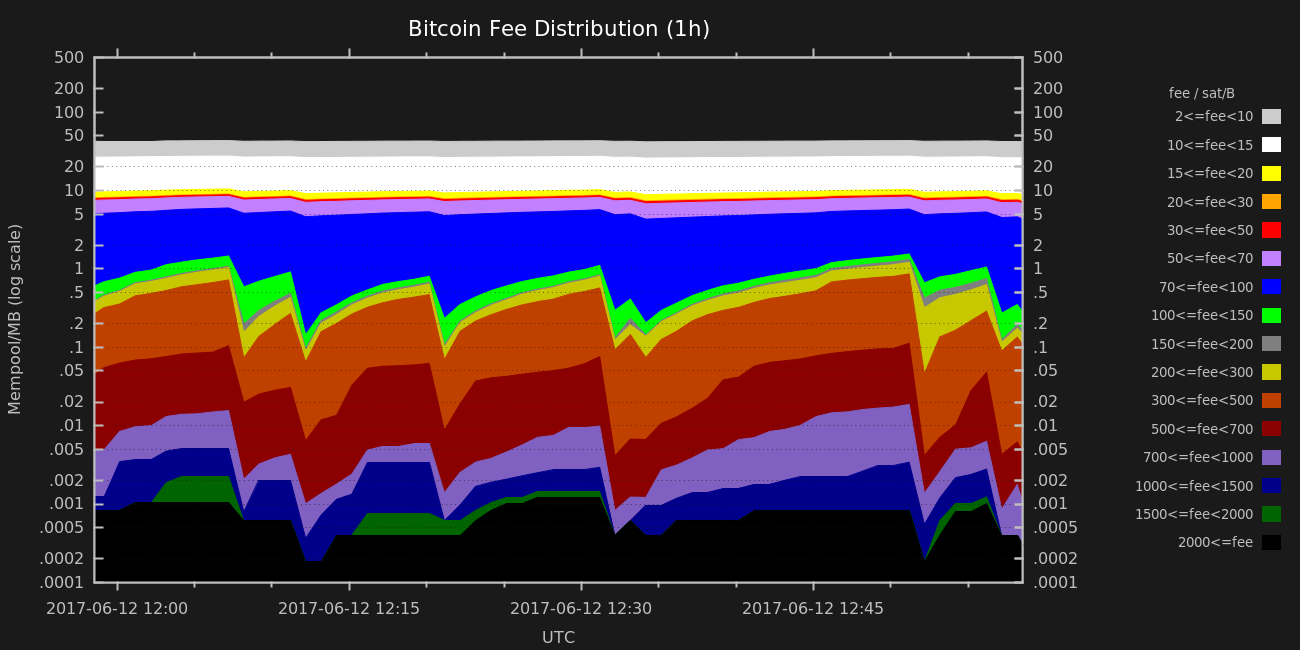 Bitcoin Fee Distribution (1h)
Mempool/MB (log scale)
500
200
100
50
20
10
5
2
1
.5
.2
.1
.05
.02
.01
.005
.002
.001
.0005
.0002
.0001
500
200
100
50
20
10
5
2
1
.5
.2
.1
.05
.02
.01
.005
.002
.001
.0005
.0002
.0001
2017-06-12 12:00 2017-06-12 12:15 2017-06-12 12:30 2017-06-12 12:45
UTC
fee / sat/B
2<=fee<10
10<=fee<15
15<=fee<20
20<=fee<30
30<=fee<50
50<=fee<70
70<=fee<100
100<=fee<150
150<=fee<200
200<=fee<300
300<=fee<500
500<=fee<700
700<=fee<1000
1000<=fee<1500
1500<=fee<2000
2000<=fee